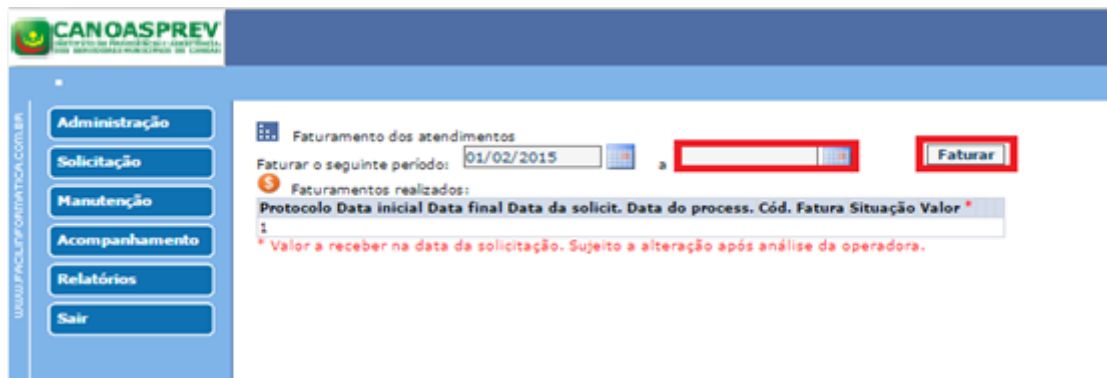 CANOASPREV
WWW.FACILINFORMATICA.COM.BR
Administração
Solicitação
Manutenção
Acompanhamento
Relatórios
Sair
Faturamento dos atendimentos
Faturar o seguinte período: 01/02/2015 a Faturar
Faturamentos realizados:
Protocolo Data inicial Data final Data da solicit. Data do process. Cód. Fatura Situação Valor *
1
* Valor a receber na data da solicitação. Sujeito a alteração após análise da operadora.